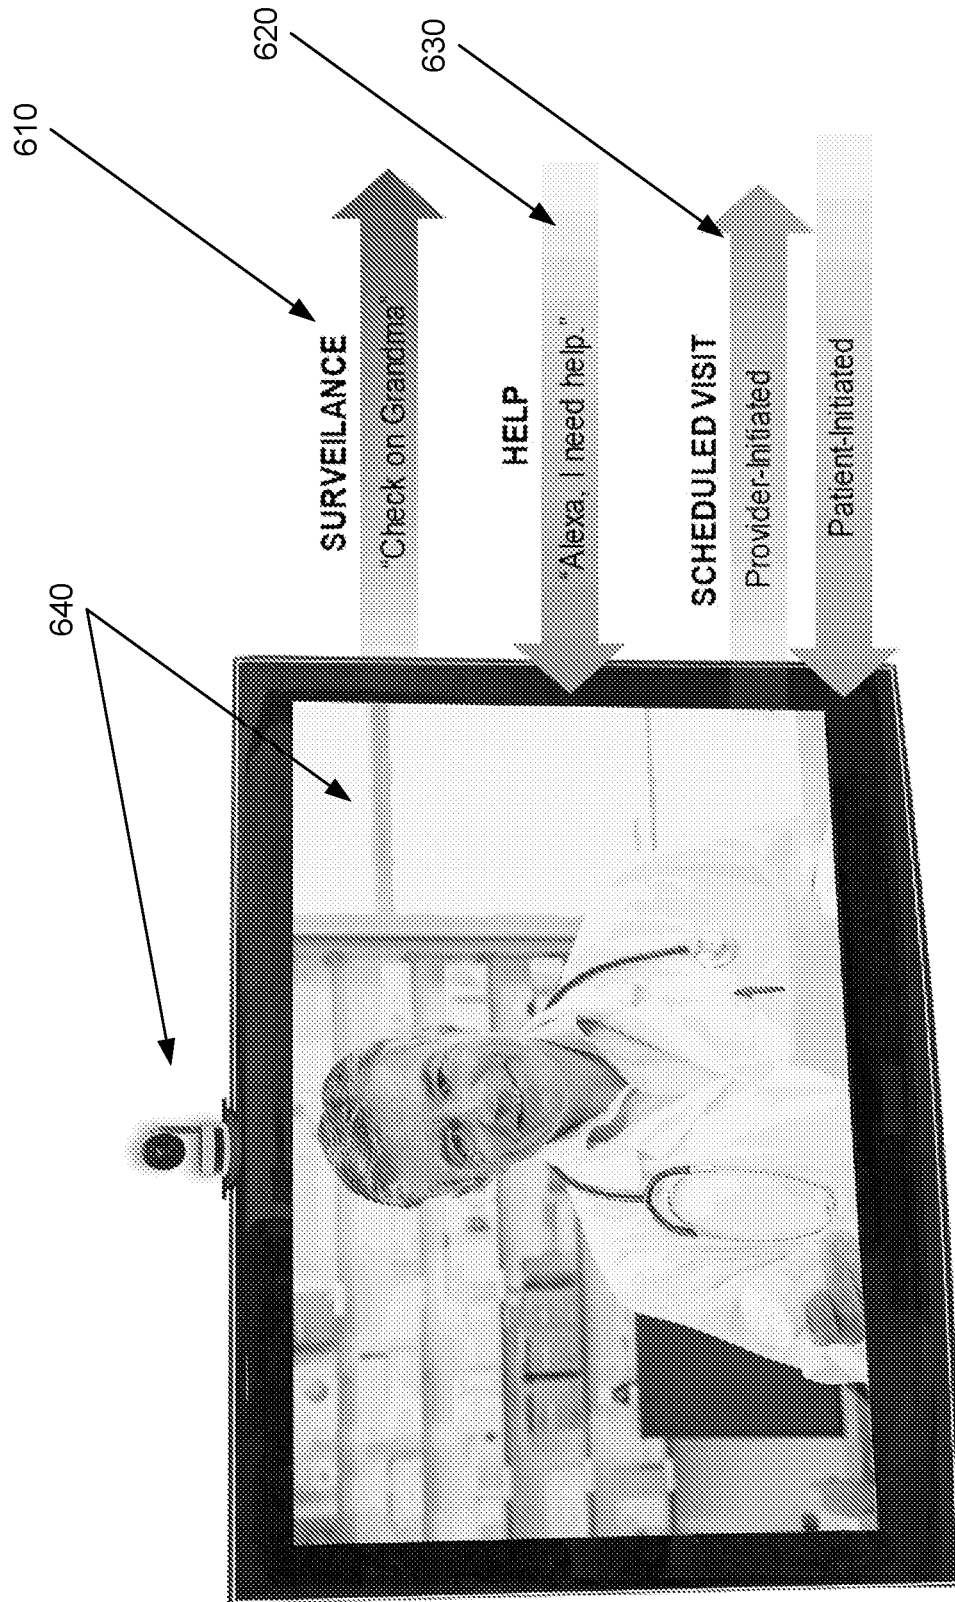 610
620
630
640
SURVEILANCE
"Check on Grandma"
HELP
"Alexa, I need help."
SCHEDULED VISIT
Provider-Initiated
Patient-Initiated